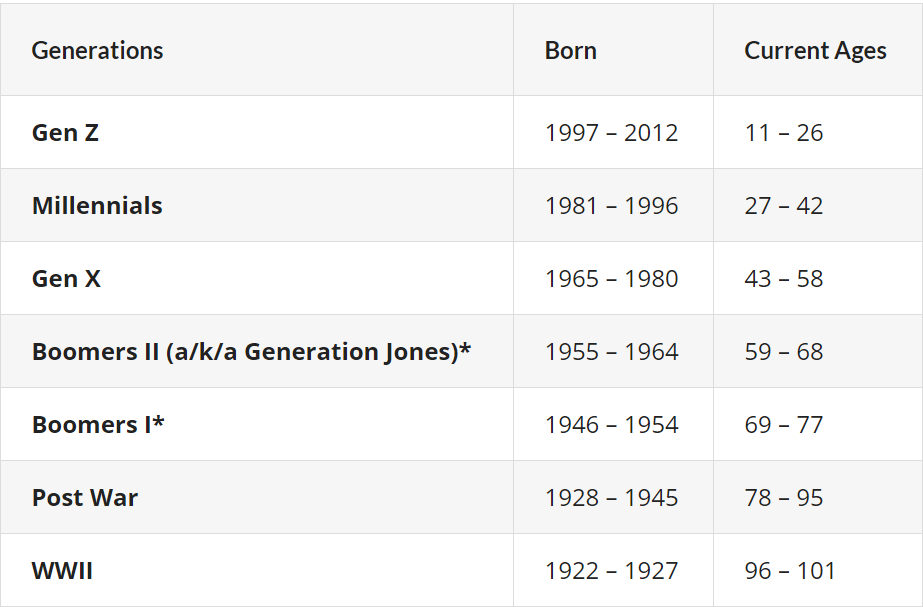 Generations Born Current Ages
Gen Z 1997 – 2012 11 – 26
Millennials 1981 – 1996 27 – 42
Gen X 1965 – 1980 43 – 58
Boomers II (a/k/a Generation Jones)* 1955 – 1964 59 – 68
Boomers I* 1946 – 1954 69 – 77
Post War 1928 – 1945 78 – 95
WWII 1922 – 1927 96 – 101